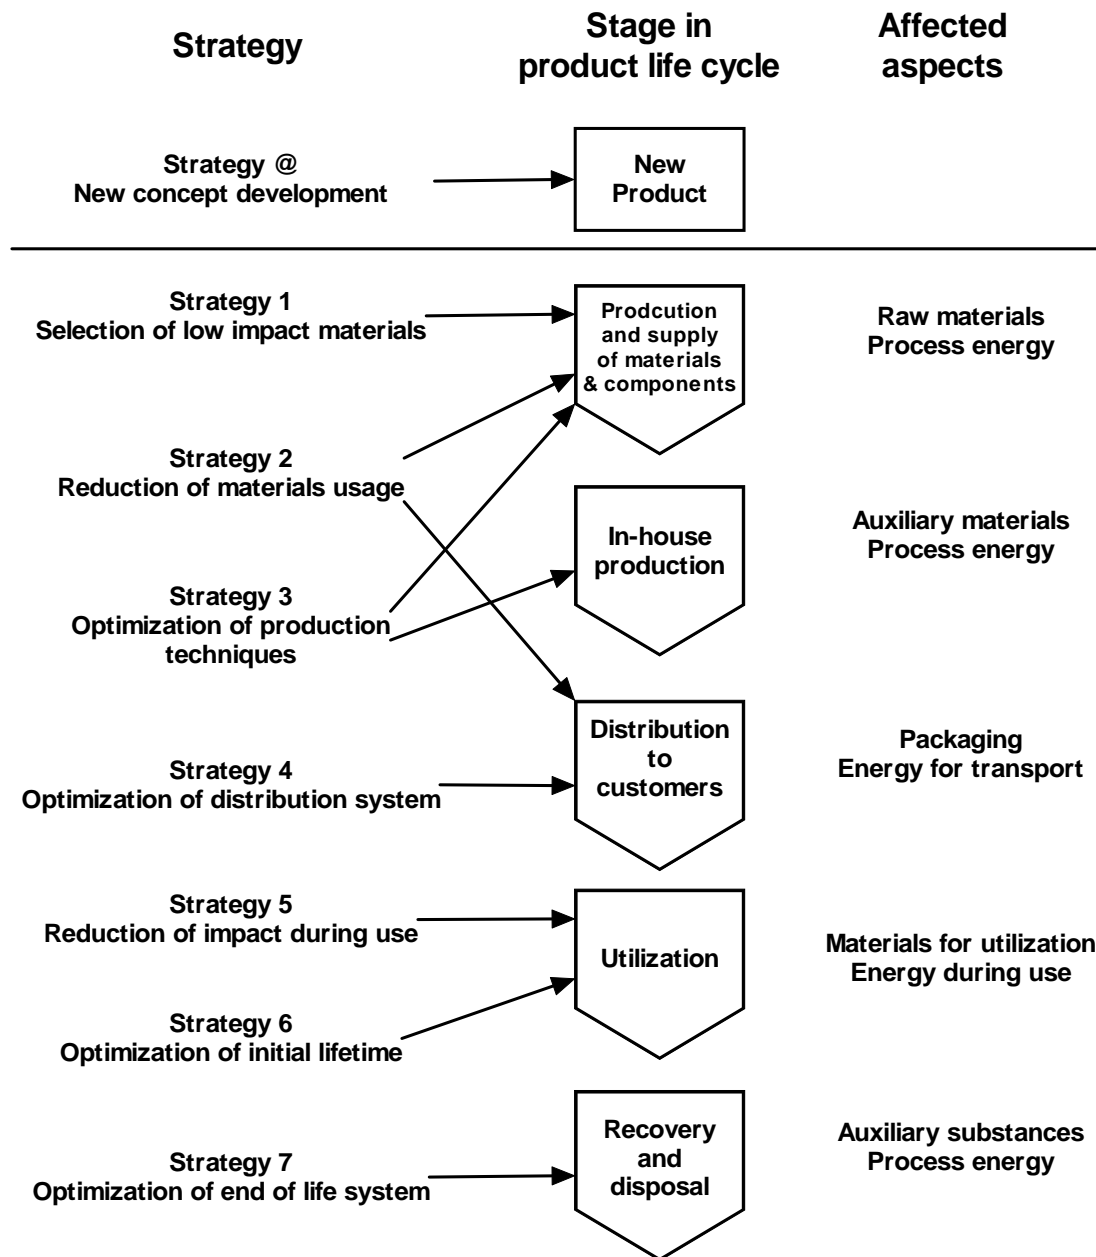 Strategy
Stage in
product life cycle
Affected
aspects
Strategy @
New concept development
New
Product
Strategy 1
Selection of low impact materials
Prodcution
and supply
of materials
& components
Raw materials
Process energy
Strategy 2
Reduction of materials usage
In-house
production
Auxiliary materials
Process energy
Strategy 3
Optimization of production
techniques
Distribution
to
customers
Packaging
Energy for transport
Strategy 4
Optimization of distribution system
Strategy 5
Reduction of impact during use
Utilization
Materials for utilization
Energy during use
Strategy 6
Optimization of initial lifetime
Recovery
and
disposal
Auxiliary substances
Process energy
Strategy 7
Optimization of end of life system